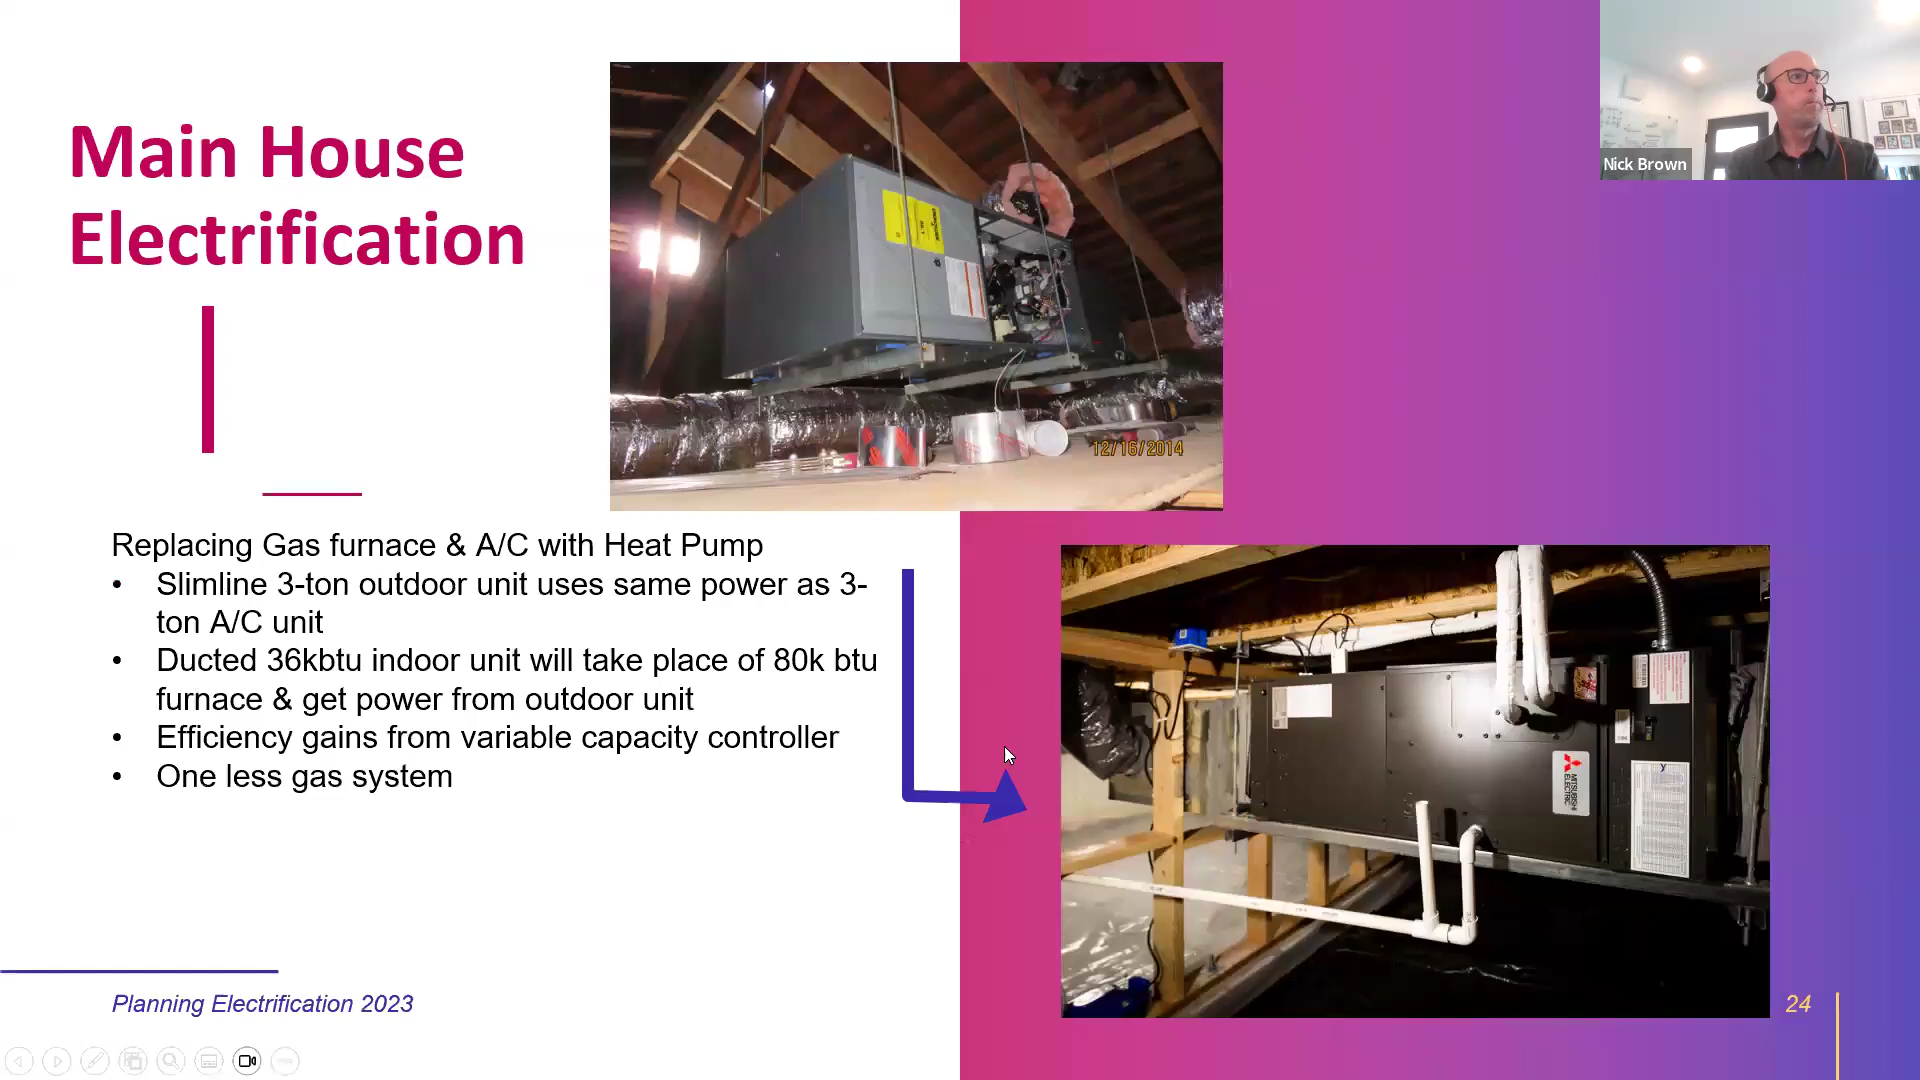 Main House
Electrification
Nick Brown
12/16/2014
Replacing Gas furnace & A/C with Heat Pump
• Slimline 3-ton outdoor unit uses same power as 3-
ton A/C unit
• Ducted 36kbtu indoor unit will take place of 80k btu
furnace & get power from outdoor unit
• Efficiency gains from variable capacity controller
• One less gas system
MITSUBISHI
ELECTRIC
Planning Electrification 2023
24